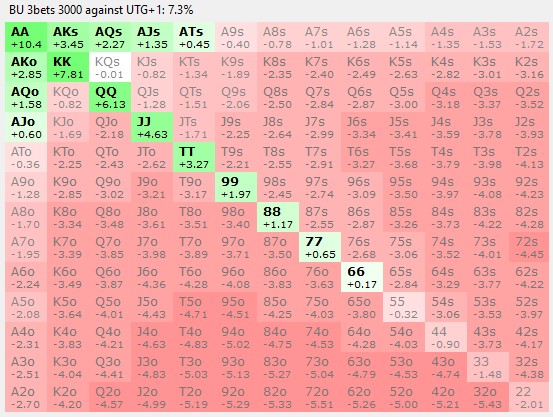 BU 3bets 3000 against UTG+1: 7.3%
AA AKs AQs AJs ATs A9s A8s A7s A6s A5s A4s A3s A2s
+10.4 +3.45 +2.27 +1.35 +0.45 -0.40 -0.78 -1.01 -1.28 -1.14 -1.35 -1.53 -1.72
AKo KK KQs KJs KTs K9s K8s K7s K6s K5s K4s K3s K2s
+2.85 +7.81 -0.01 -0.82 -1.34 -1.89 -2.35 -2.40 -2.49 -2.63 -2.82 -3.01 -3.16
AQo KQo QQ QJs QTs Q9s Q8s Q7s Q6s Q5s Q4s Q3s Q2s
+1.58 -0.82 +6.13 -1.28 -1.51 -2.06 -2.50 -2.84 -2.87 -3.00 -3.18 -3.37 -3.52
AJo KJo QJo JJ JTs J9s J8s J7s J6s J5s J4s J3s J2s
+0.60 -1.69 -2.18 +4.63 -1.71 -2.25 -2.64 -2.99 -3.34 -3.41 -3.59 -3.78 -3.93
ATo KTo QTo JTo TT T9s T8s T7s T6s T5s T4s T3s T2s
-0.36 -2.25 -2.43 -2.62 +3.27 -2.21 -2.55 -2.91 -3.27 -3.68 -3.79 -3.98 -4.13
A9o K9o Q9o J9o T9o 99 98s 97s 96s 95s 94s 93s 92s
-1.28 -2.85 -3.02 -3.21 -3.17 +1.97 -2.45 -2.74 -3.09 -3.50 -3.97 -4.08 -4.23
A8o K8o Q8o J8o T8o 98o 88 87s 86s 85s 84s 83s 82s
-1.70 -3.34 -3.48 -3.61 -3.51 -3.40 +1.17 -2.55 -2.87 -3.26 -3.73 -4.22 -4.28
A7o K7o Q7o J7o T7o 97o 87o 77 76s 75s 74s 73s 72s
-1.95 -3.39 -3.85 -3.98 -3.89 -3.71 -3.50 +0.65 -2.68 -3.06 -3.52 -4.01 -4.45
A6o K6o Q6o J6o T6o 96o 86o 76o 66 65s 64s 63s 62s
-2.24 -3.49 -3.87 -4.36 -4.28 -4.08 -3.83 -3.63 +0.17 -2.84 -3.29 -3.77 -4.22
A5o K5o Q5o J5o T5o 95o 85o 75o 65o 55 54s 53s 52s
-2.08 -3.64 -4.01 -4.43 -4.71 -4.51 -4.25 -4.03 -3.80 -0.32 -3.06 -3.53 -3.97
A4o K4o Q4o J4o T4o 94o 84o 74o 64o 54o 44 43s 42s
-2.31 -3.83 -4.21 -4.63 -4.83 -5.02 -4.75 -4.53 -4.28 -4.03 -0.90 -3.73 -4.17
A3o K3o Q3o J3o T3o 93o 83o 73o 63o 53o 43o 33 32s
-2.51 -4.04 -4.41 -4.83 -5.03 -5.13 -5.27 -5.04 -4.79 -4.53 -4.74 -1.48 -4.38
A2o K2o Q2o J2o T2o 92o 82o 72o 62o 52o 42o 32o 22
-2.70 -4.20 -4.57 -4.99 -5.19 -5.29 -5.33 -5.51 -5.26 -5.00 -5.21 -5.43 -2.01